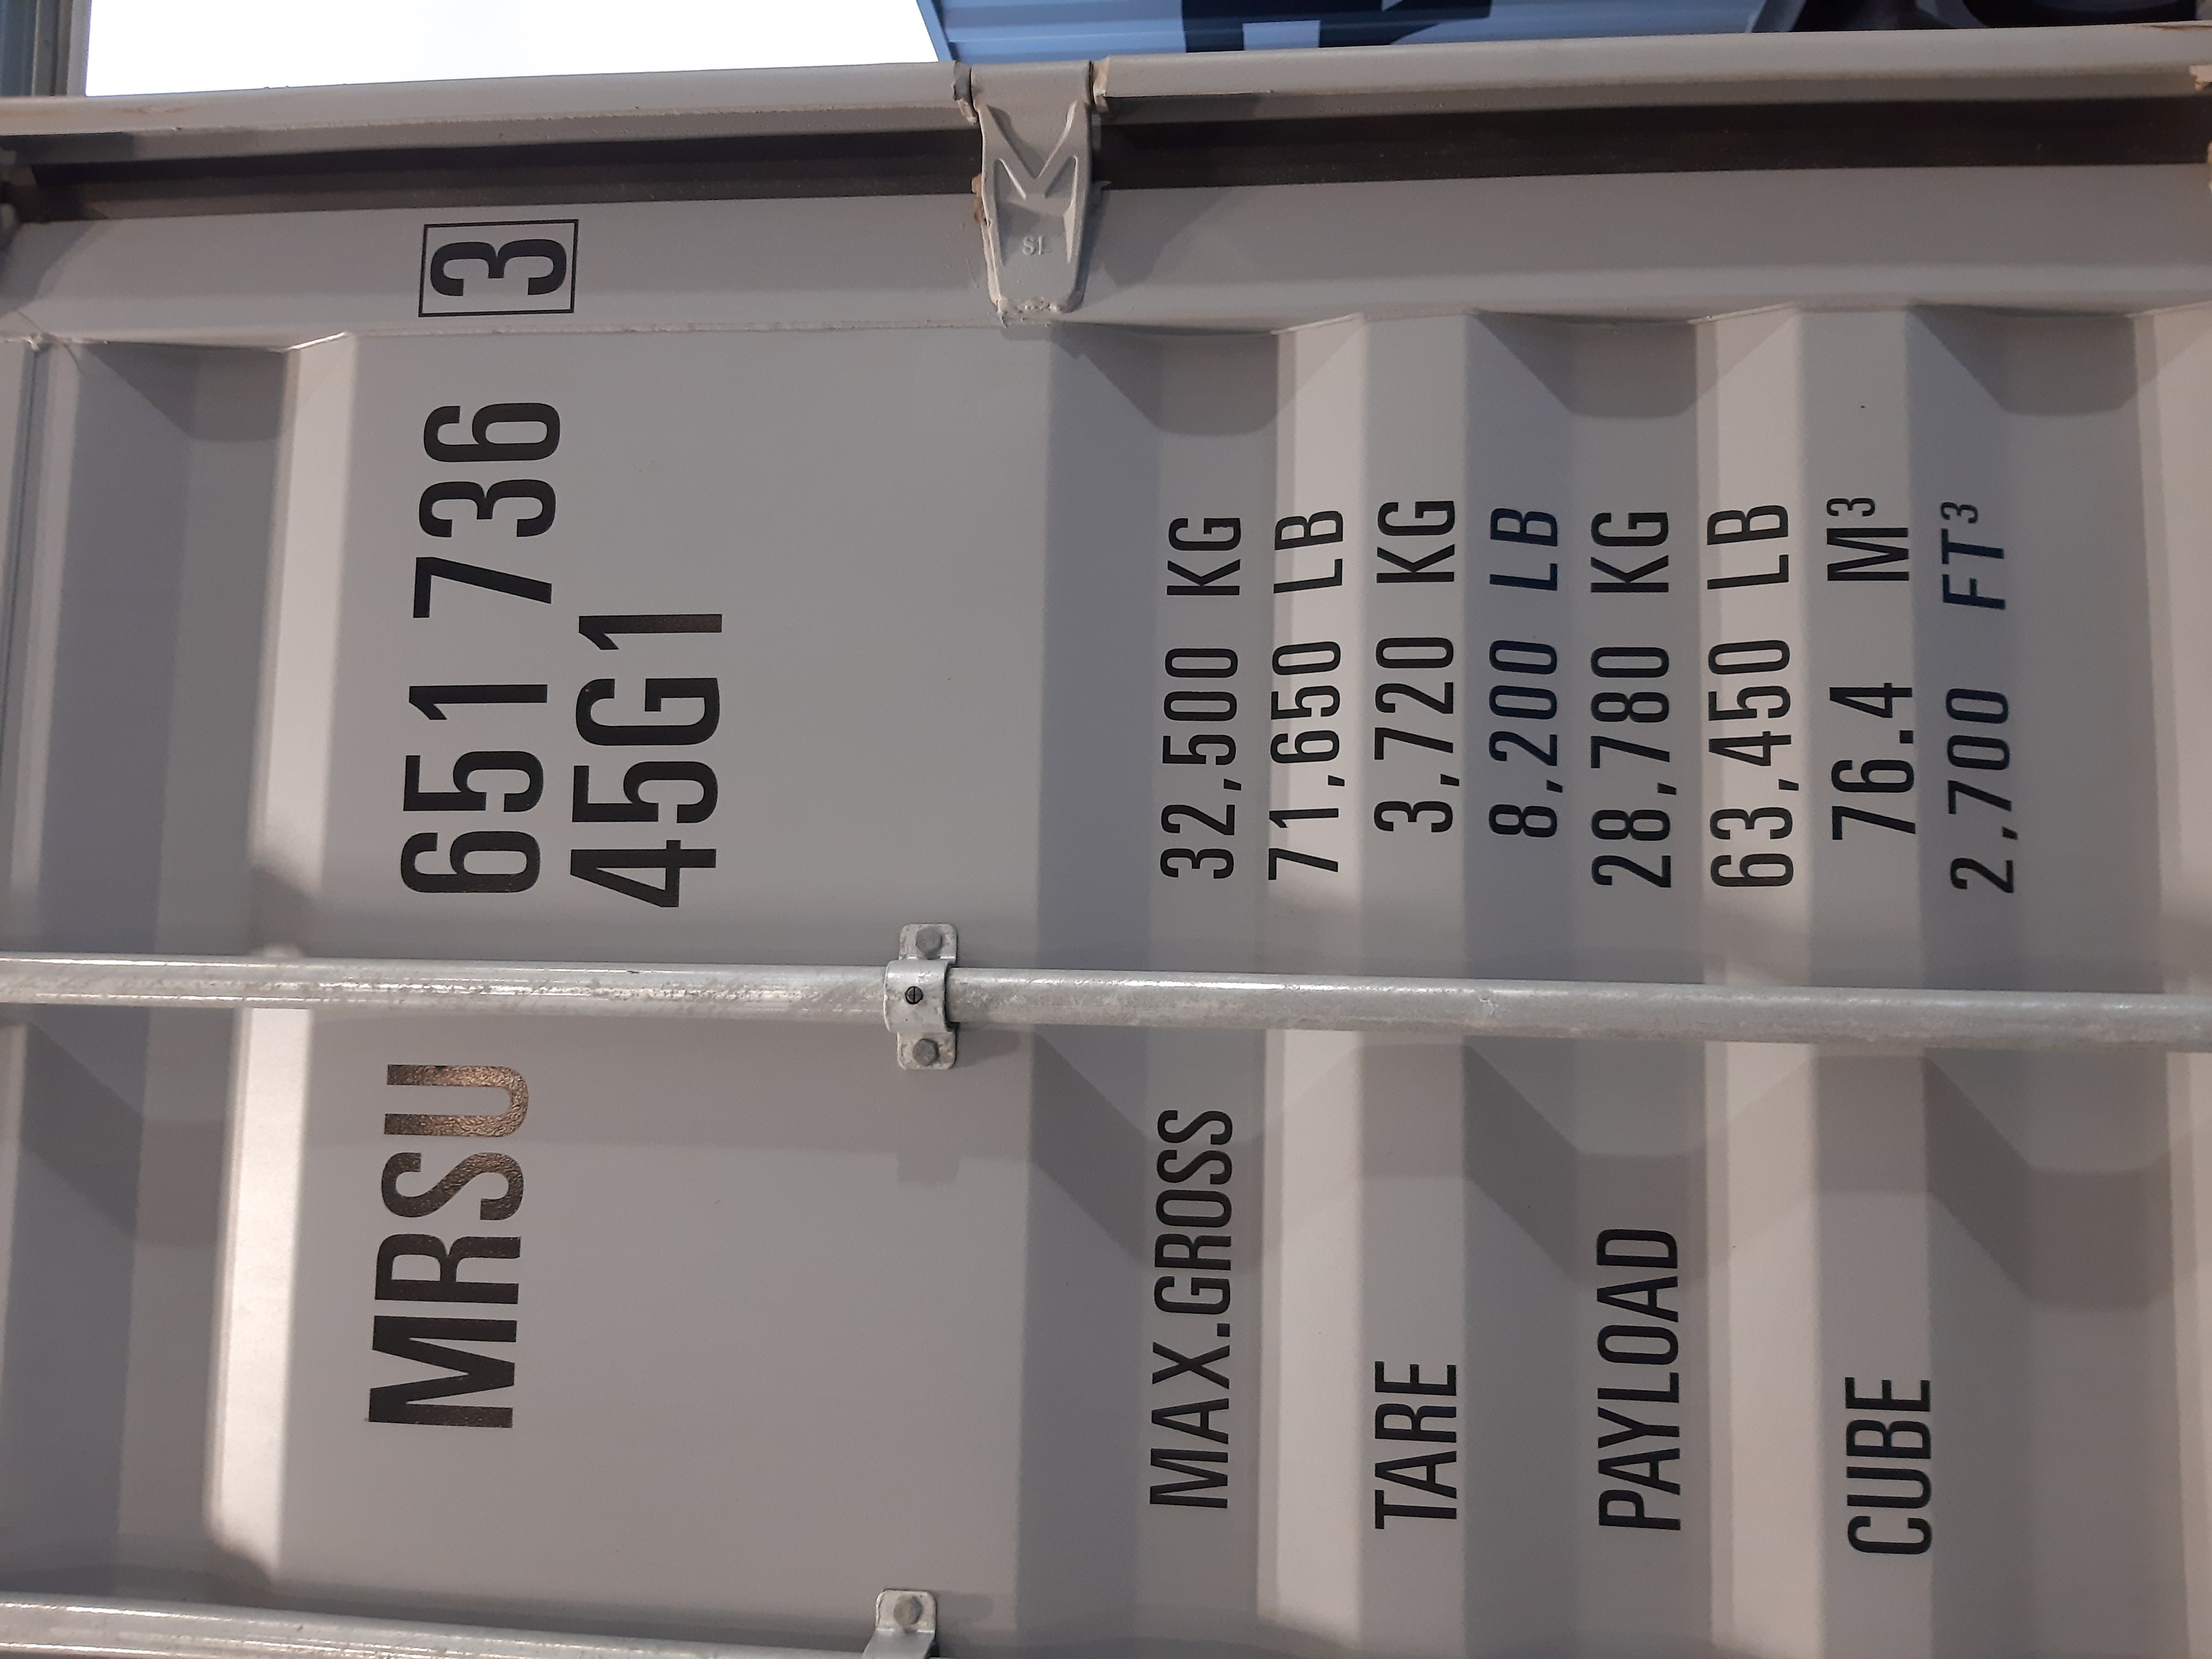 MRSU 651 736 3
45G1
MAX.GROSS 32,500 KG
71,650 LB
TARE 3,720 KG
8,200 LB
PAYLOAD 28,780 KG
63,450 LB
CUBE 76.4 M³
2,700 FT³
SL